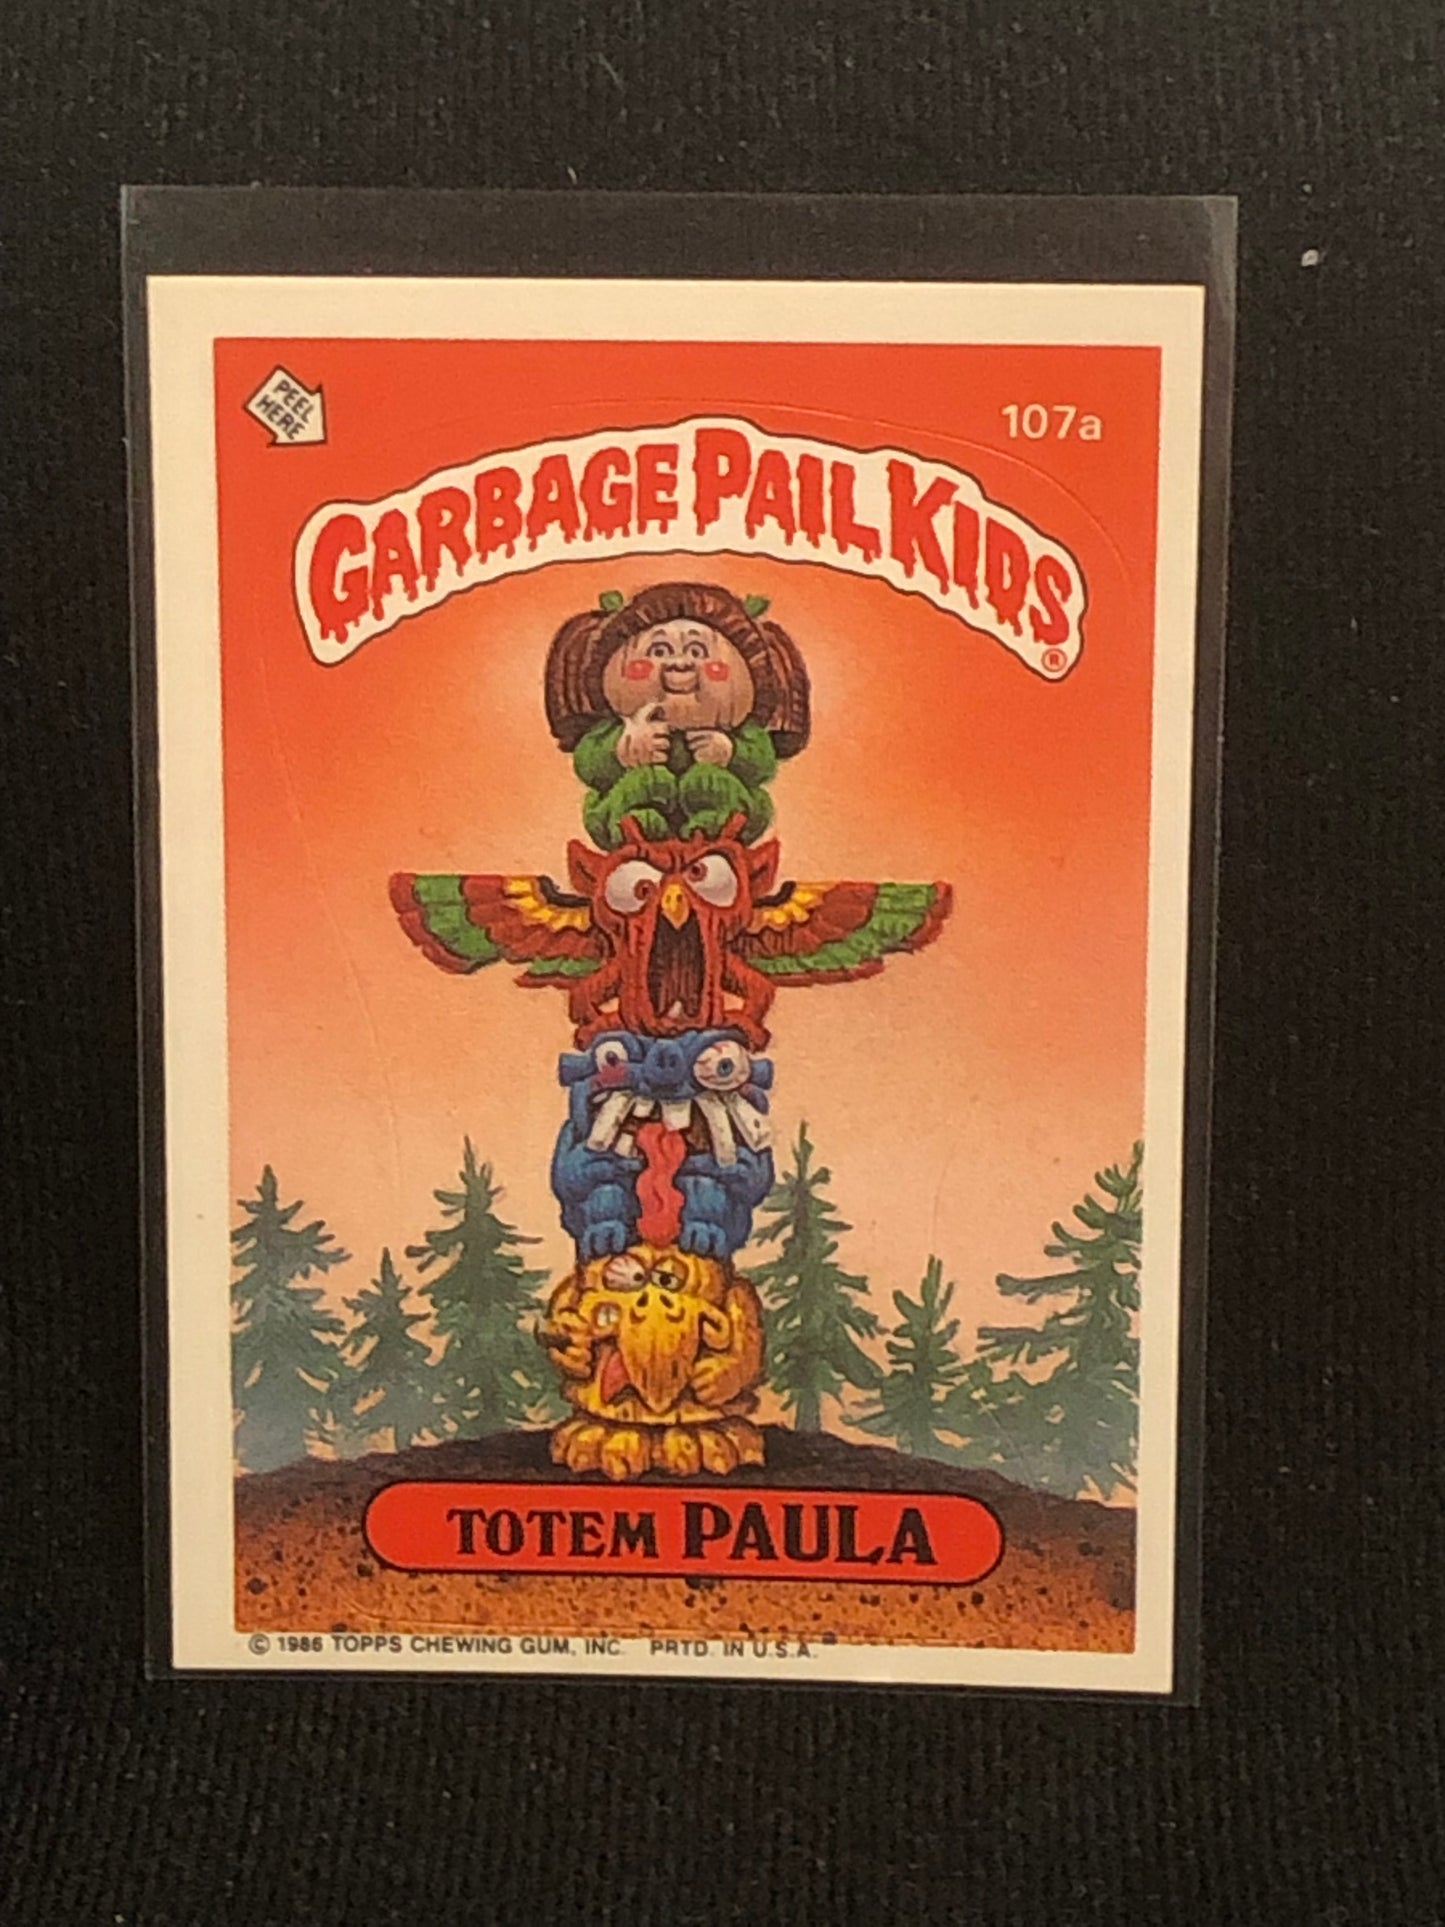 PEEL
HERE
107a
GARBAGE PAIL KIDS®
TOTEM PAULA
© 1986 TOPPS CHEWING GUM, INC. PRTD. IN U.S.A.